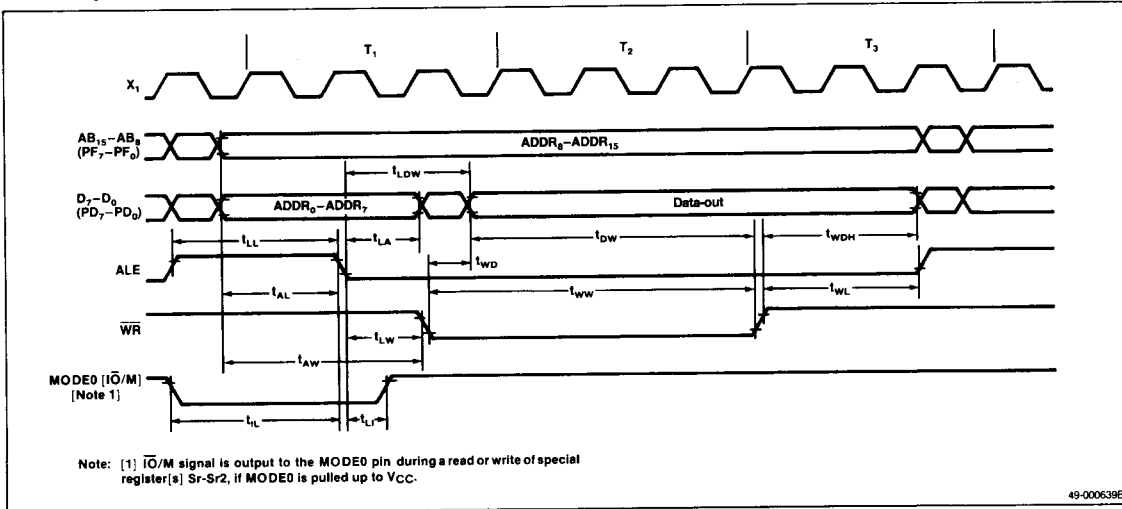 T1 T2 T3
X1
AB15–AB8
(PF7–PF0)
ADDR8–ADDR15
tLDW
D7–D0
(PD7–PD0)
ADDR0–ADDR7
Data-out
tLL
tLA
tDW
tWDH
tWD
ALE
tAL
tWW
tWL
WR
tLW
tAW
MODE0 [IO/M]
[Note 1]
tIL
tLI
Note: [1] IO/M signal is output to the MODE0 pin during a read or write of special
register[s] Sr-Sr2, if MODE0 is pulled up to VCC.
49-000639B